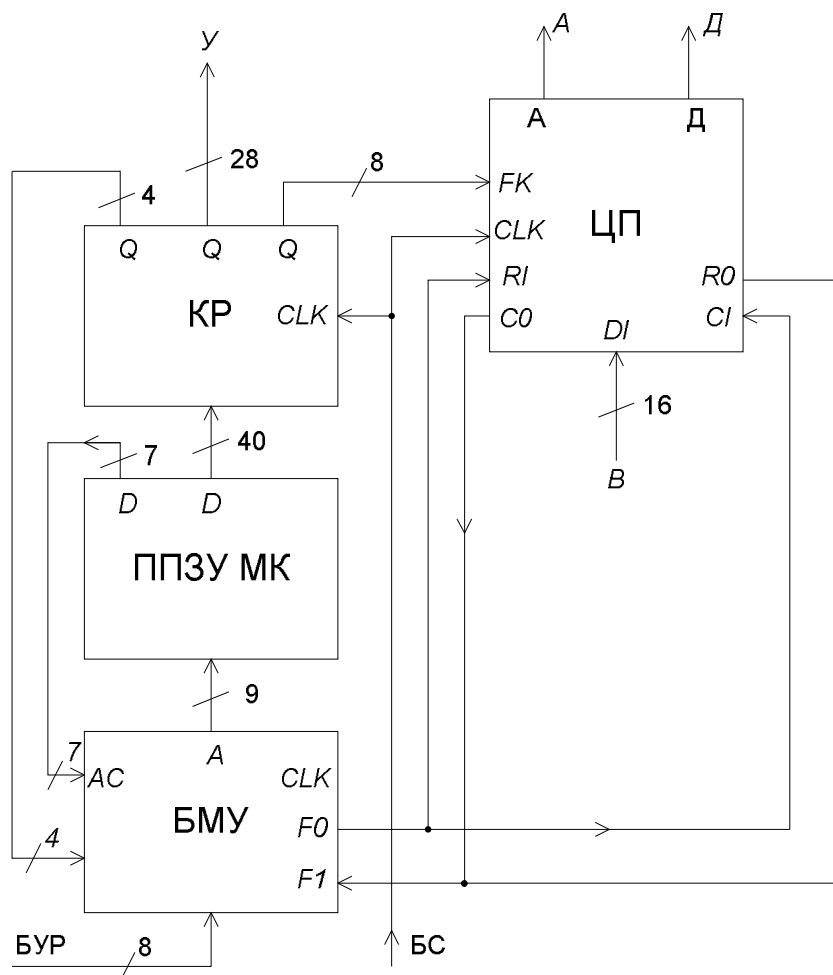 А
Д
У
28
8
4
А
Д
FK
CLK
ЦП
Q
Q
Q
RI
R0
КР
CLK
C0
CI
DI
16
40
7
B
D
D
ППЗУ МК
9
7
A
AC
CLK
БМУ
F0
4
F1
БУР
8
БС